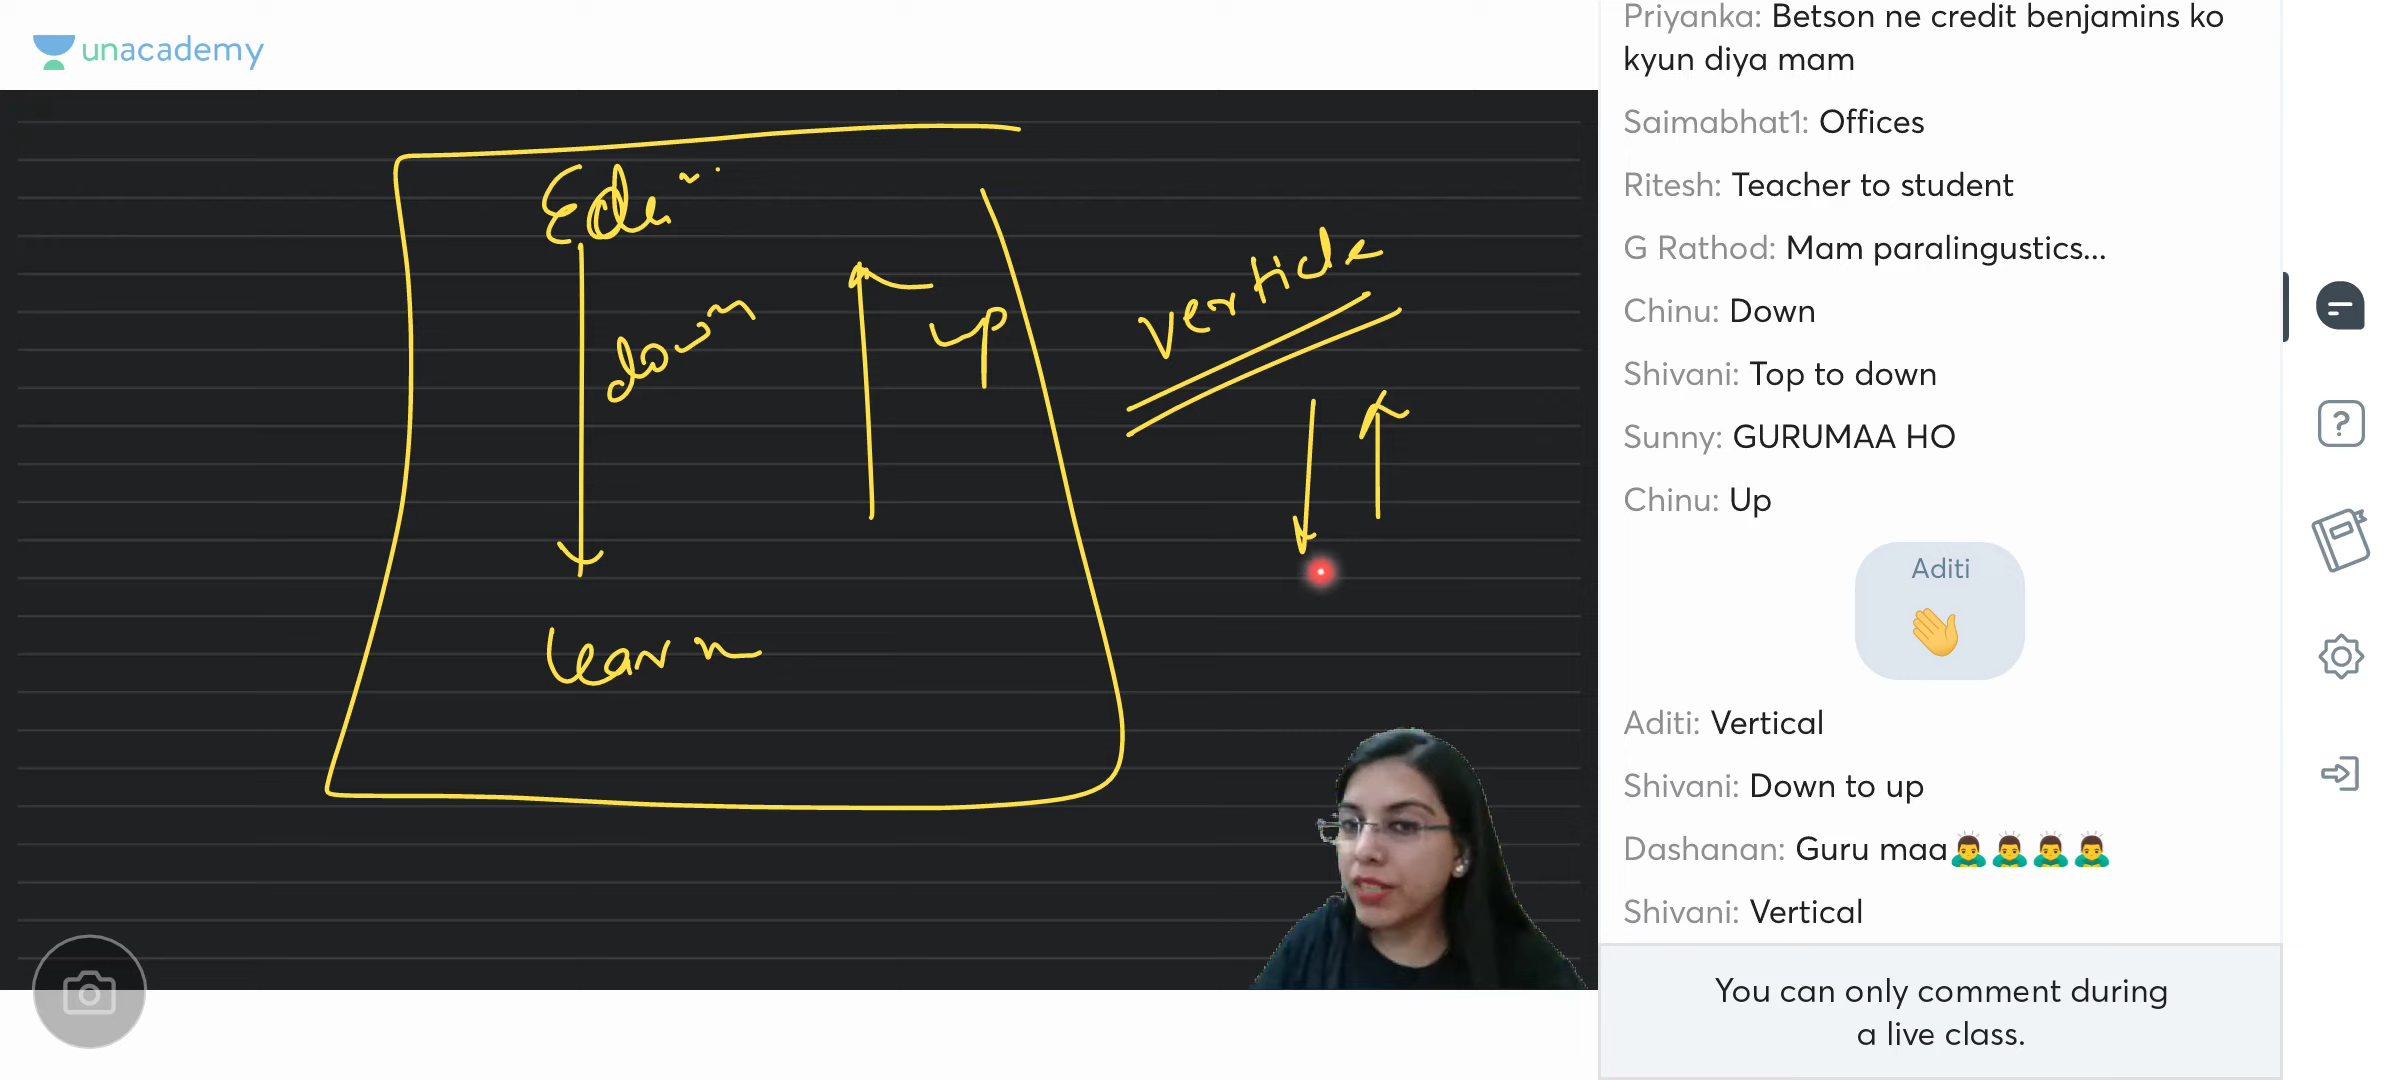 unacademy
Edu
down
up
learn
verticle
Priyanka: Betson ne credit benjamins ko
kyun diya mam
Saimabhat1: Offices
Ritesh: Teacher to student
G Rathod: Mam paralingustics...
Chinu: Down
Shivani: Top to down
Sunny: GURUMAA HO
Chinu: Up
Aditi
👏
Aditi: Vertical
Shivani: Down to up
Dashanan: Guru maa🙇‍♂️🙇‍♂️🙇‍♂️🙇‍♂️
Shivani: Vertical
You can only comment during
a live class.